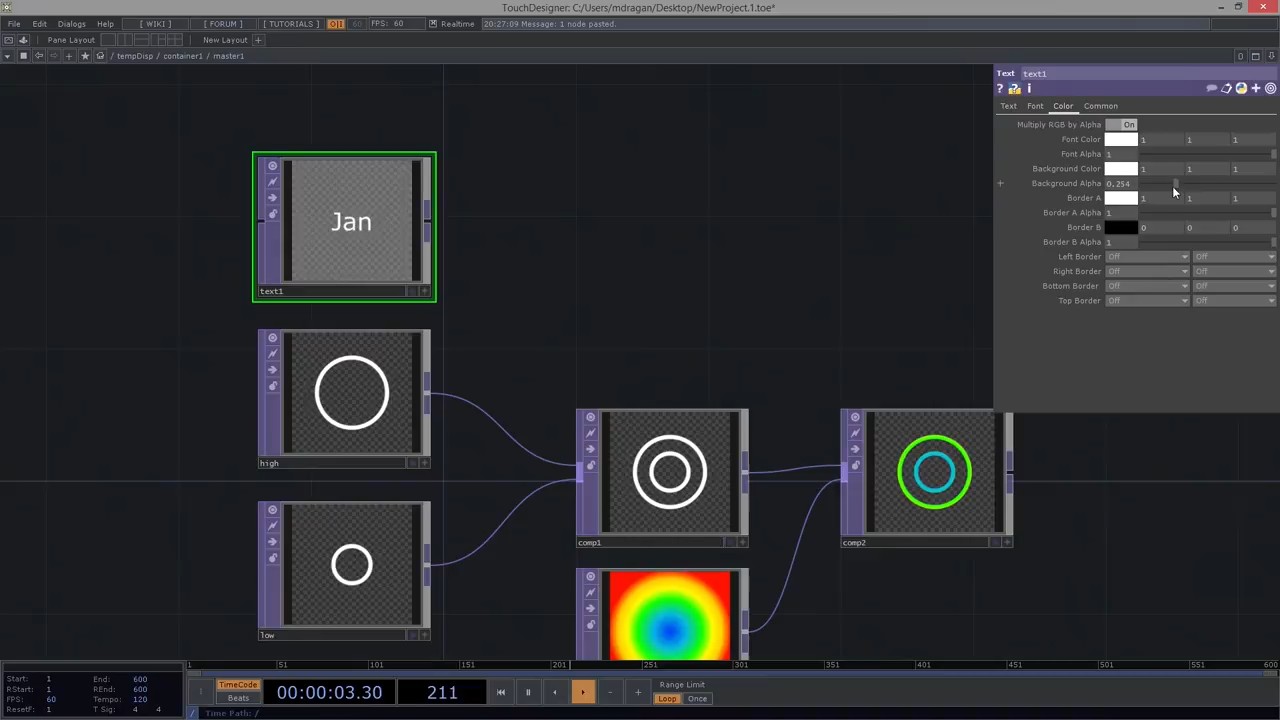 TouchDesigner: C:/Users/mdragan/Desktop/NewProject.1.toe*
File Edit Dialogs [ WIKI ] [ FORUM ] [ TUTORIALS ] O|I 60 FPS: 60 Realtime 20:27:09 Message: 1 node pasted.
Pane Layout New Layout +
/ tempDisp / container1 / master1
Text text1
? i
Text Font Color Common
Multiply RGB by Alpha On
Font Color 1 1 1
Font Alpha 1
Background Color 1 1 1
+ Background Alpha 0.254
Border A 1 1 1
Border A Alpha 1
Border B 0 0 0
Border B Alpha 1
Left Border Off Off
Right Border Off Off
Bottom Border Off Off
Top Border Off Off
Jan
text1
high
low
comp1
comp2
1 51 101 151 201 251 301 351 401 451 501 551 600
Start: 1 End: 600
RStart: 1 REnd: 600
FPS: 60 Tempo: 120
ResetF: 1 T Sig: 4 4
TimeCode
Beats
00:00:03.30 211
Range Limit
Loop Once
/ Time Path: /